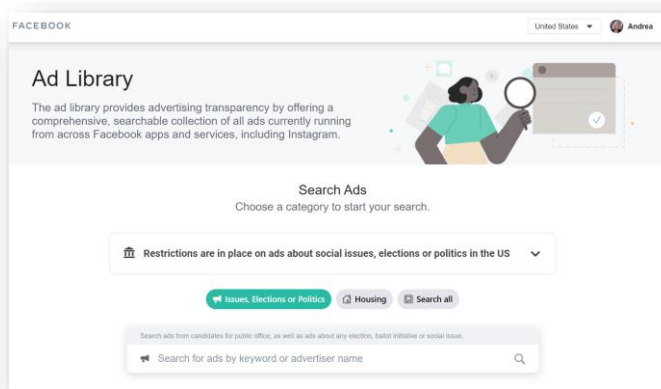 FACEBOOK
United States
Andrea
Ad Library
The ad library provides advertising transparency by offering a
comprehensive, searchable collection of all ads currently running
from across Facebook apps and services, including Instagram.
Search Ads
Choose a category to start your search.
Restrictions are in place on ads about social issues, elections or politics in the US
Issues, Elections or Politics
Housing
Search all
Search ads from candidates for public office, as well as ads about any election, ballot initiative or social issue.
Search for ads by keyword or advertiser name